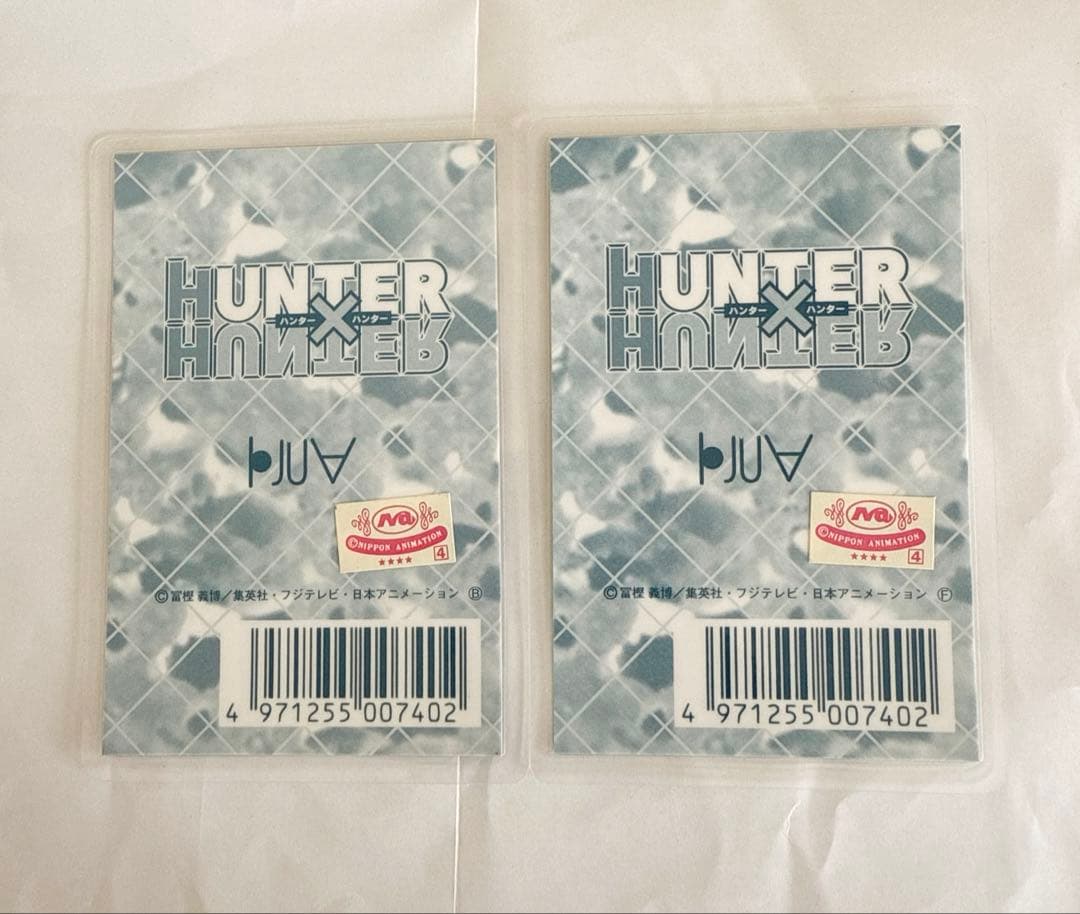 HUNTER
ハンター×ハンター
HUNTER
Na
©NIPPON ANIMATION
★★★★ 4
©冨樫 義博／集英社・フジテレビ・日本アニメーション Ⓑ
4 971255 007402
HUNTER
ハンター×ハンター
HUNTER
Na
©NIPPON ANIMATION
★★★★ 4
©冨樫 義博／集英社・フジテレビ・日本アニメーション Ⓕ
4 971255 007402